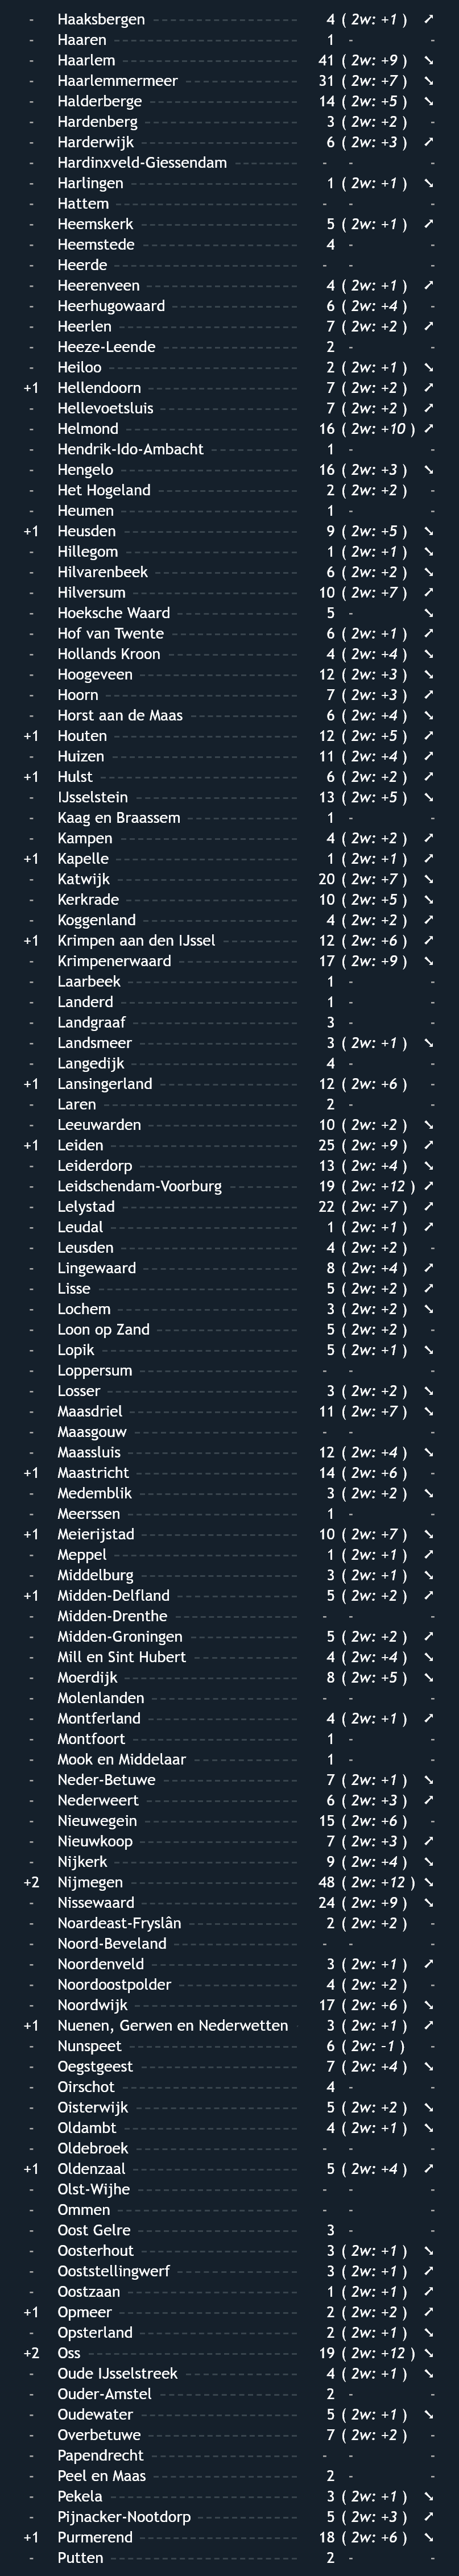 - Haaksbergen 4 ( 2w: +1 ) ➚
- Haaren 1 - -
- Haarlem 41 ( 2w: +9 ) ➘
- Haarlemmermeer 31 ( 2w: +7 ) ➘
- Halderberge 14 ( 2w: +5 ) ➘
- Hardenberg 3 ( 2w: +2 ) -
- Harderwijk 6 ( 2w: +3 ) ➚
- Hardinxveld-Giessendam - - -
- Harlingen 1 ( 2w: +1 ) ➘
- Hattem - - -
- Heemskerk 5 ( 2w: +1 ) ➚
- Heemstede 4 - -
- Heerde - - -
- Heerenveen 4 ( 2w: +1 ) ➚
- Heerhugowaard 6 ( 2w: +4 ) -
- Heerlen 7 ( 2w: +2 ) ➚
- Heeze-Leende 2 - -
- Heiloo 2 ( 2w: +1 ) ➘
+1 Hellendoorn 7 ( 2w: +2 ) ➚
- Hellevoetsluis 7 ( 2w: +2 ) ➚
- Helmond 16 ( 2w: +10 ) ➚
- Hendrik-Ido-Ambacht 1 - -
- Hengelo 16 ( 2w: +3 ) ➘
- Het Hogeland 2 ( 2w: +2 ) -
- Heumen 1 - -
+1 Heusden 9 ( 2w: +5 ) ➘
- Hillegom 1 ( 2w: +1 ) ➘
- Hilvarenbeek 6 ( 2w: +2 ) ➘
- Hilversum 10 ( 2w: +7 ) ➚
- Hoeksche Waard 5 - ➘
- Hof van Twente 6 ( 2w: +1 ) ➚
- Hollands Kroon 4 ( 2w: +4 ) ➘
- Hoogeveen 12 ( 2w: +3 ) ➘
- Hoorn 7 ( 2w: +3 ) ➚
- Horst aan de Maas 6 ( 2w: +4 ) ➘
+1 Houten 12 ( 2w: +5 ) ➚
- Huizen 11 ( 2w: +4 ) ➚
+1 Hulst 6 ( 2w: +2 ) ➚
- IJsselstein 13 ( 2w: +5 ) ➘
- Kaag en Braassem 1 - -
- Kampen 4 ( 2w: +2 ) ➚
+1 Kapelle 1 ( 2w: +1 ) ➚
- Katwijk 20 ( 2w: +7 ) ➘
- Kerkrade 10 ( 2w: +5 ) ➘
- Koggenland 4 ( 2w: +2 ) ➚
+1 Krimpen aan den IJssel 12 ( 2w: +6 ) ➚
- Krimpenerwaard 17 ( 2w: +9 ) ➘
- Laarbeek 1 - -
- Landerd 1 - -
- Landgraaf 3 - -
- Landsmeer 3 ( 2w: +1 ) ➘
- Langedijk 4 - -
+1 Lansingerland 12 ( 2w: +6 ) -
- Laren 2 - -
- Leeuwarden 10 ( 2w: +2 ) ➘
+1 Leiden 25 ( 2w: +9 ) ➚
- Leiderdorp 13 ( 2w: +4 ) ➘
- Leidschendam-Voorburg 19 ( 2w: +12 ) ➚
- Lelystad 22 ( 2w: +7 ) ➚
- Leudal 1 ( 2w: +1 ) ➚
- Leusden 4 ( 2w: +2 ) -
- Lingewaard 8 ( 2w: +4 ) ➚
- Lisse 5 ( 2w: +2 ) ➚
- Lochem 3 ( 2w: +2 ) ➘
- Loon op Zand 5 ( 2w: +2 ) -
- Lopik 5 ( 2w: +1 ) ➘
- Loppersum - - -
- Losser 3 ( 2w: +2 ) ➘
- Maasdriel 11 ( 2w: +7 ) ➘
- Maasgouw - - -
- Maassluis 12 ( 2w: +4 ) ➘
+1 Maastricht 14 ( 2w: +6 ) -
- Medemblik 3 ( 2w: +2 ) ➘
- Meerssen 1 - -
+1 Meierijstad 10 ( 2w: +7 ) ➘
- Meppel 1 ( 2w: +1 ) ➚
- Middelburg 3 ( 2w: +1 ) ➘
+1 Midden-Delfland 5 ( 2w: +2 ) ➚
- Midden-Drenthe - - -
- Midden-Groningen 5 ( 2w: +2 ) ➚
- Mill en Sint Hubert 4 ( 2w: +4 ) ➘
- Moerdijk 8 ( 2w: +5 ) ➘
- Molenlanden - - -
- Montferland 4 ( 2w: +1 ) ➚
- Montfoort 1 - -
- Mook en Middelaar 1 - -
- Neder-Betuwe 7 ( 2w: +1 ) ➘
- Nederweert 6 ( 2w: +3 ) ➚
- Nieuwegein 15 ( 2w: +6 ) -
- Nieuwkoop 7 ( 2w: +3 ) ➚
- Nijkerk 9 ( 2w: +4 ) ➘
+2 Nijmegen 48 ( 2w: +12 ) ➘
- Nissewaard 24 ( 2w: +9 ) ➘
- Noardeast-Fryslân 2 ( 2w: +2 ) -
- Noord-Beveland - - -
- Noordenveld 3 ( 2w: +1 ) ➚
- Noordoostpolder 4 ( 2w: +2 ) -
- Noordwijk 17 ( 2w: +6 ) ➘
+1 Nuenen, Gerwen en Nederwetten 3 ( 2w: +1 ) ➚
- Nunspeet 6 ( 2w: -1 ) -
- Oegstgeest 7 ( 2w: +4 ) ➘
- Oirschot 4 - -
- Oisterwijk 5 ( 2w: +2 ) ➘
- Oldambt 4 ( 2w: +1 ) ➘
- Oldebroek - - -
+1 Oldenzaal 5 ( 2w: +4 ) ➚
- Olst-Wijhe - - -
- Ommen - - -
- Oost Gelre 3 - -
- Oosterhout 3 ( 2w: +1 ) ➘
- Ooststellingwerf 3 ( 2w: +1 ) ➚
- Oostzaan 1 ( 2w: +1 ) ➚
+1 Opmeer 2 ( 2w: +2 ) ➚
- Opsterland 2 ( 2w: +1 ) ➘
+2 Oss 19 ( 2w: +12 ) ➘
- Oude IJsselstreek 4 ( 2w: +1 ) ➘
- Ouder-Amstel 2 - -
- Oudewater 5 ( 2w: +1 ) ➘
- Overbetuwe 7 ( 2w: +2 ) -
- Papendrecht - - -
- Peel en Maas 2 - -
- Pekela 3 ( 2w: +1 ) ➘
- Pijnacker-Nootdorp 5 ( 2w: +3 ) ➚
+1 Purmerend 18 ( 2w: +6 ) ➘
- Putten 2 - -